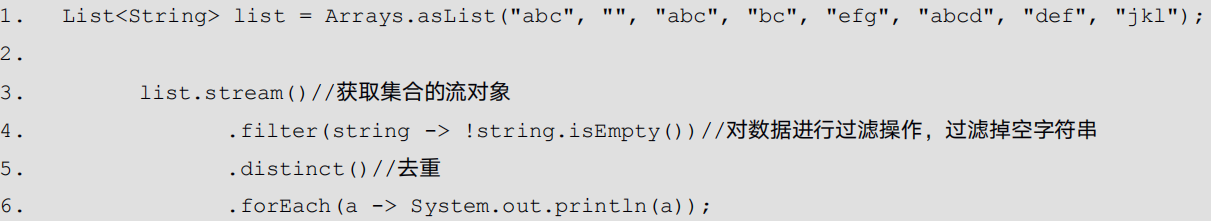 1. List<String> list = Arrays.asList("abc", "", "abc", "bc", "efg", "abcd", "def", "jkl");
2.
3. list.stream()//获取集合的流对象
4. .filter(string -> !string.isEmpty())//对数据进行过滤操作，过滤掉空字符串
5. .distinct()//去重
6. .forEach(a -> System.out.println(a));